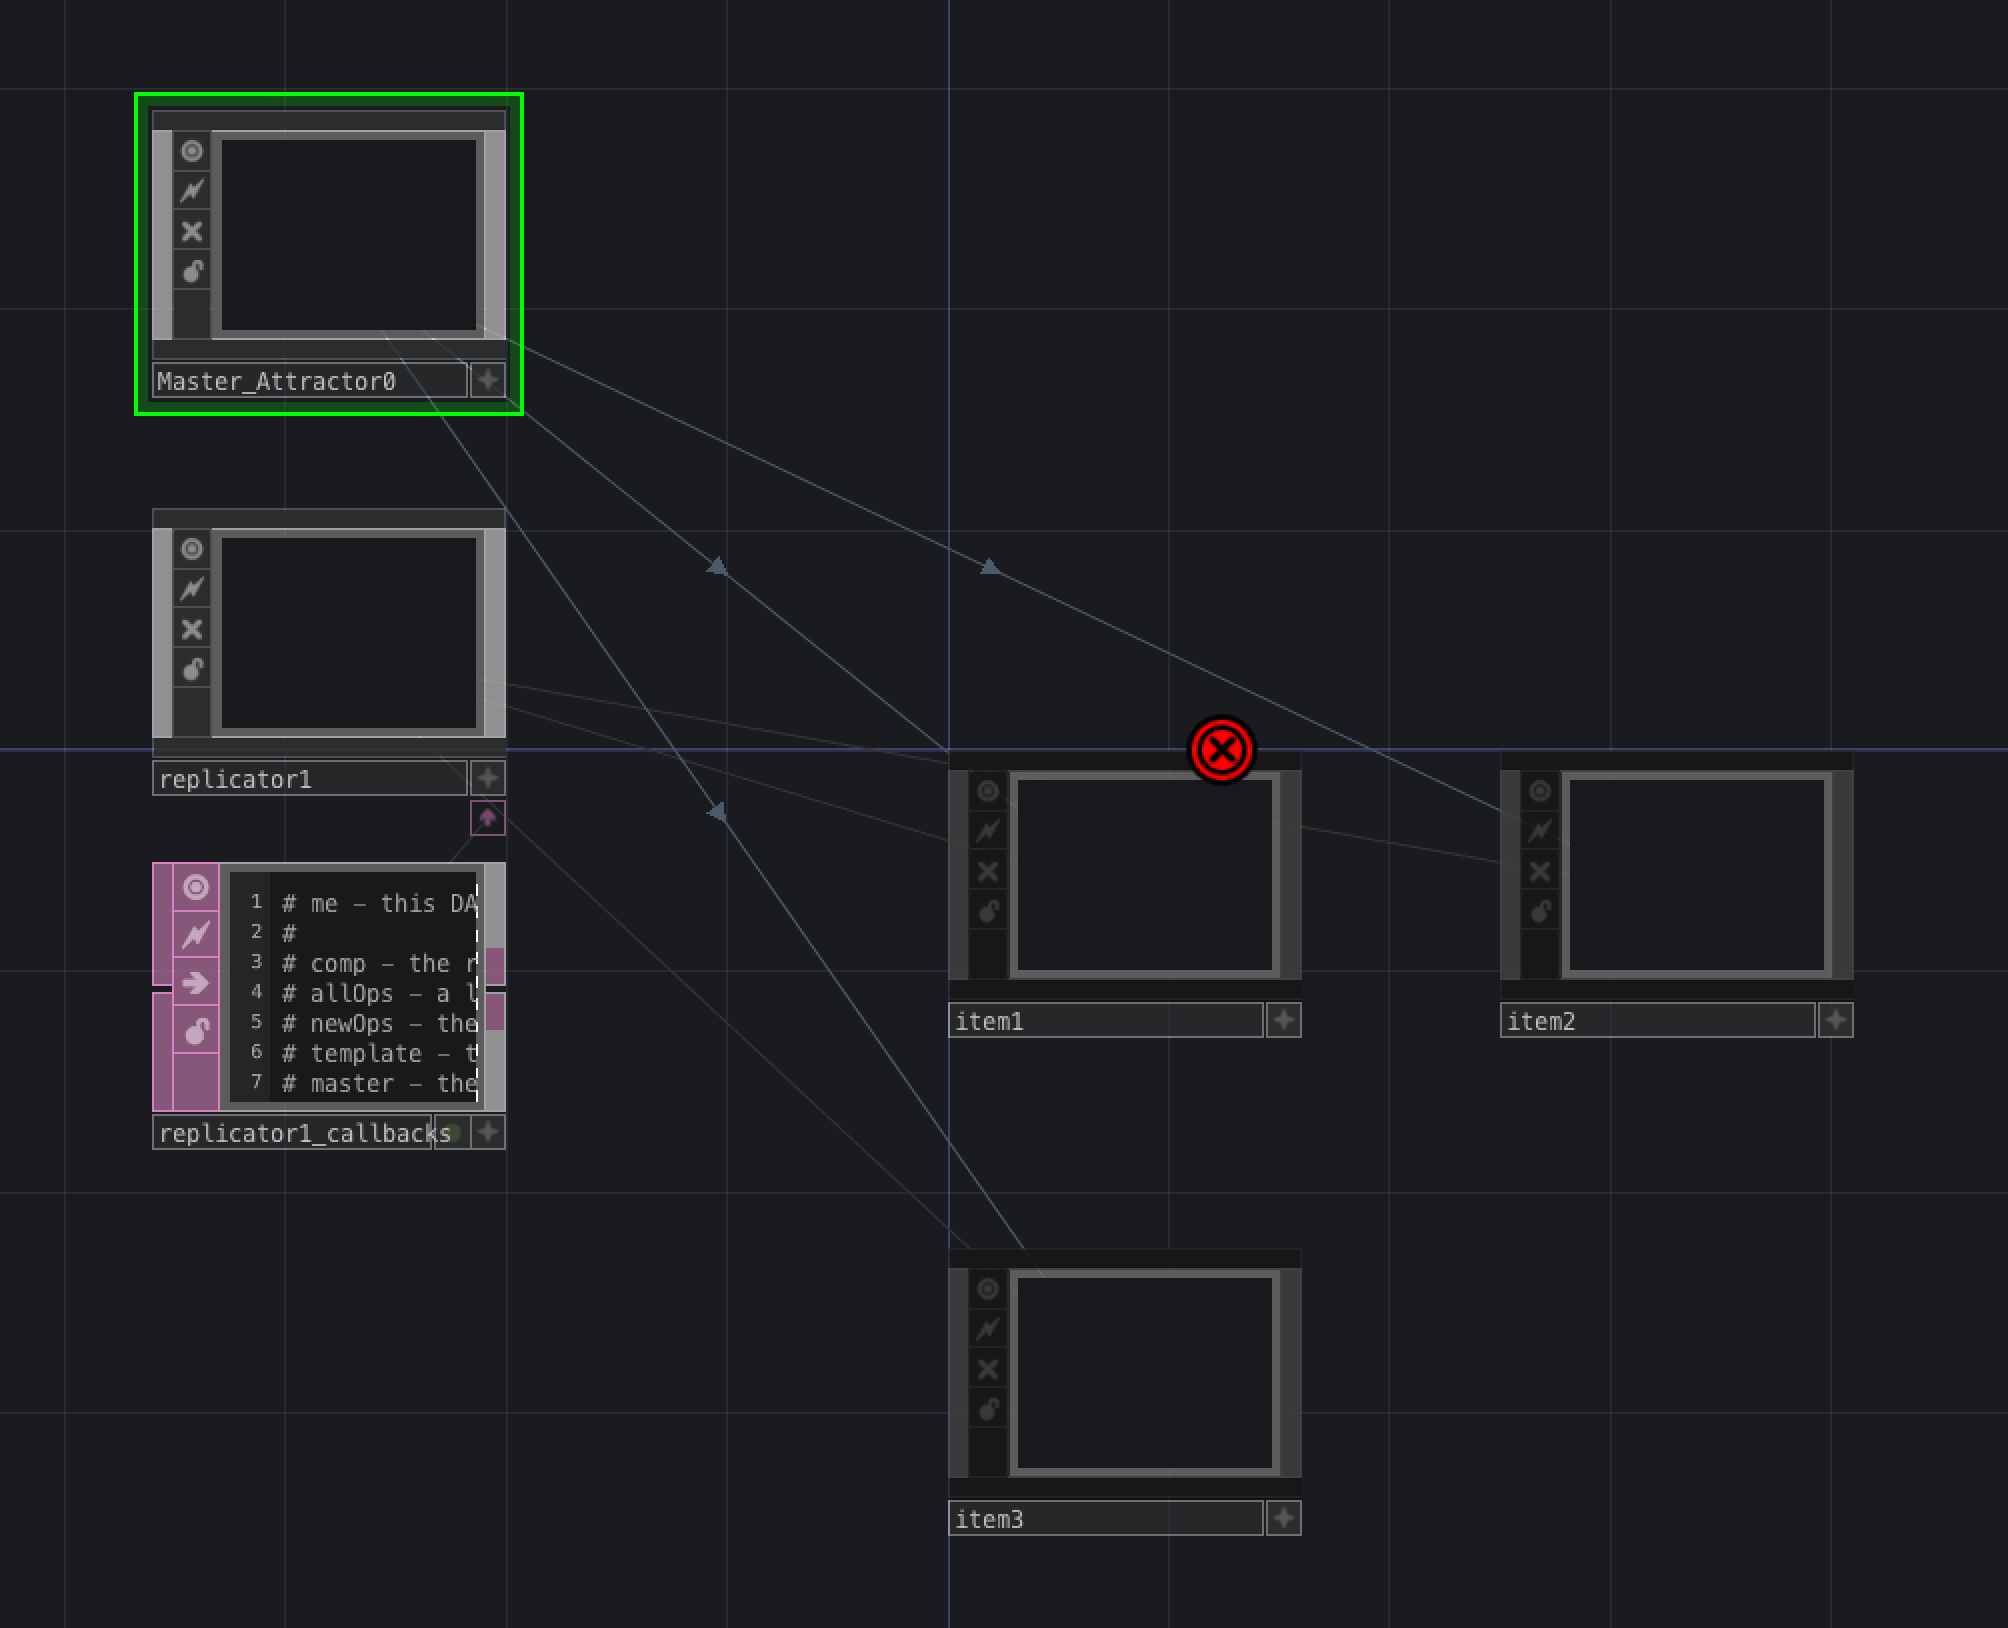 Master_Attractor0
replicator1
1 # me - this DA
2 #
3 # comp - the r
4 # allOps - a l
5 # newOps - the
6 # template - t
7 # master - the
replicator1_callbacks
item1
item2
item3